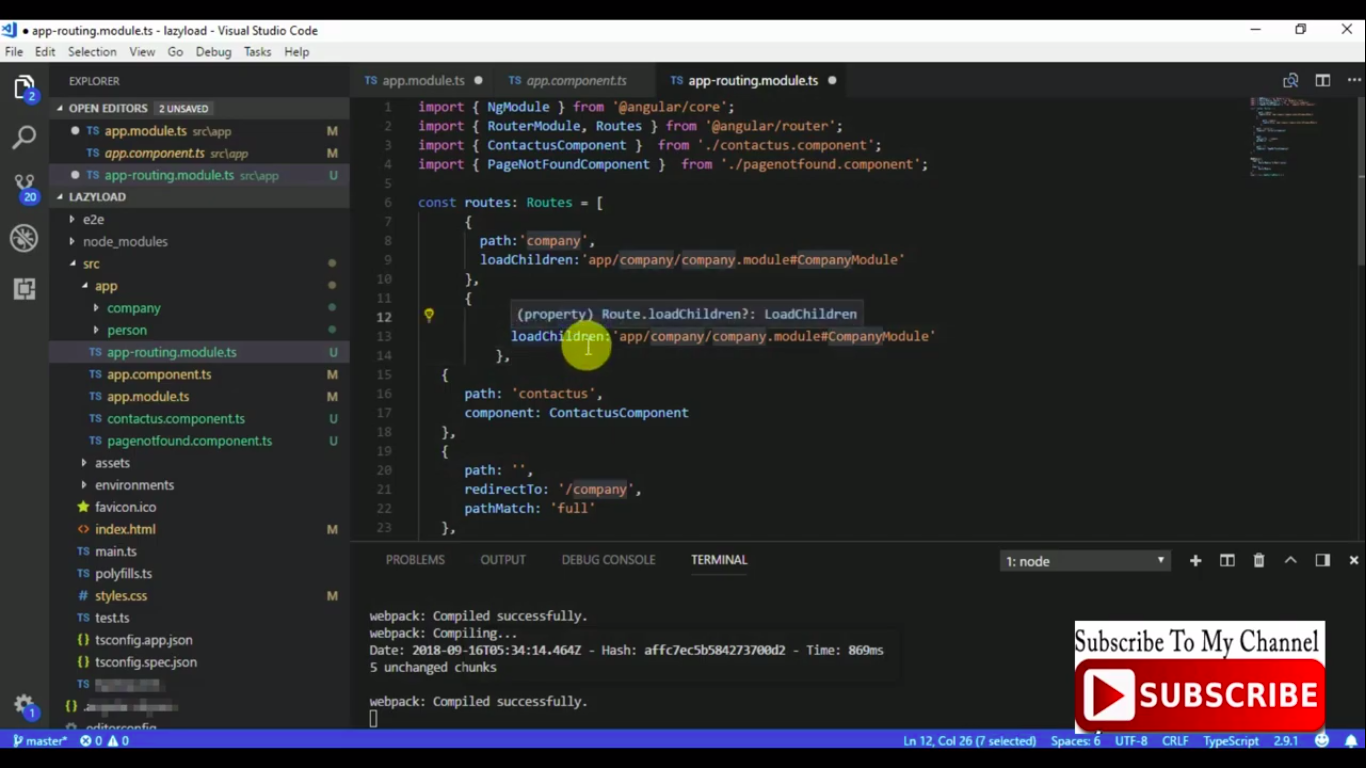 ● app-routing.module.ts - lazyload - Visual Studio Code
File Edit Selection View Go Debug Tasks Help
EXPLORER
TS app.module.ts ●
TS app.component.ts
TS app-routing.module.ts ●
2
20
1
OPEN EDITORS 2 UNSAVED
● TS app.module.ts src\app M
TS app.component.ts src\app M
● TS app-routing.module.ts src\app U
LAZYLOAD
e2e
node_modules
src
app
company
person
TS app-routing.module.ts U
TS app.component.ts M
TS app.module.ts M
TS contactus.component.ts U
TS pagenotfound.component.ts U
assets
environments
favicon.ico
<> index.html M
TS main.ts
TS polyfills.ts
# styles.css M
TS test.ts
{} tsconfig.app.json
{} tsconfig.spec.json
TS
{}
.editorconfig
1 import { NgModule } from '@angular/core';
2 import { RouterModule, Routes } from '@angular/router';
3 import { ContactusComponent }  from './contactus.component';
4 import { PageNotFoundComponent }  from './pagenotfound.component';
5
6 const routes: Routes = [
7 {
8 path:'company',
9 loadChildren:'app/company/company.module#CompanyModule'
10 },
11 {
12 (property) Route.loadChildren?: LoadChildren
13 loadChildren:'app/company/company.module#CompanyModule'
14 },
15 {
16 path: 'contactus',
17 component: ContactusComponent
18 },
19 {
20 path: '',
21 redirectTo: '/company',
22 pathMatch: 'full'
23 },
PROBLEMS OUTPUT DEBUG CONSOLE TERMINAL 1: node
webpack: Compiled successfully.
webpack: Compiling...
Date: 2018-09-16T05:34:14.464Z - Hash: affc7ec5b584273700d2 - Time: 869ms
5 unchanged chunks
webpack: Compiled successfully.
Subscribe To My Channel
SUBSCRIBE
master* 0 0 Ln 12, Col 26 (7 selected) Spaces: 6 UTF-8 CRLF TypeScript 2.9.1